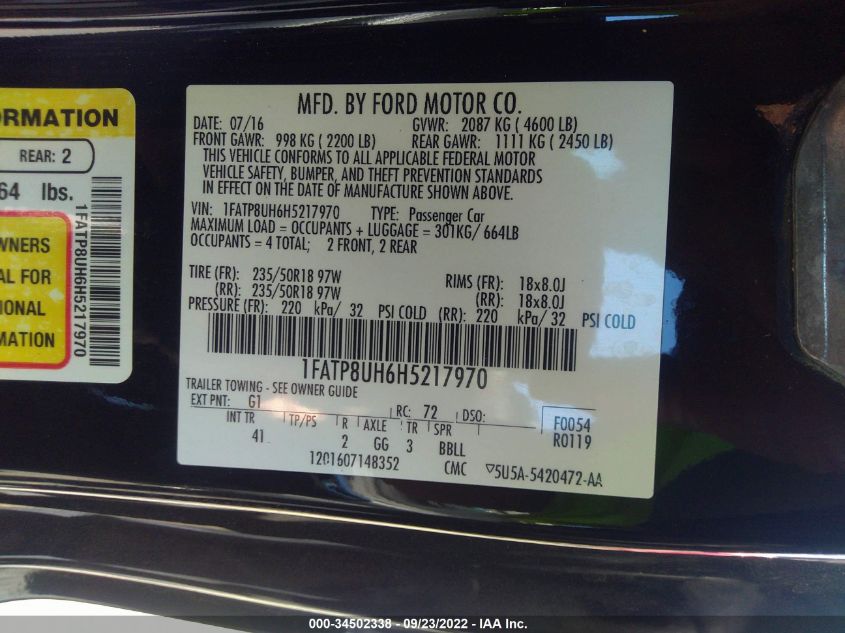 MFD. BY FORD MOTOR CO.
DATE: 07/16 GVWR: 2087 KG ( 4600 LB)
FRONT GAWR: 998 KG ( 2200 LB) REAR GAWR: 1111 KG ( 2450 LB)
THIS VEHICLE CONFORMS TO ALL APPLICABLE FEDERAL MOTOR
VEHICLE SAFETY, BUMPER, AND THEFT PREVENTION STANDARDS
IN EFFECT ON THE DATE OF MANUFACTURE SHOWN ABOVE.
VIN: 1FATP8UH6H5217970 TYPE: Passenger Car
MAXIMUM LOAD = OCCUPANTS + LUGGAGE = 301KG/ 664LB
OCCUPANTS = 4 TOTAL; 2 FRONT, 2 REAR
TIRE (FR): 235/50R18 97W RIMS (FR): 18x8.0J
(RR): 235/50R18 97W (RR): 18x8.0J
PRESSURE (FR): 220 kPa/ 32 PSI COLD (RR): 220 kPa/ 32 PSI COLD
1FATP8UH6H5217970
TRAILER TOWING - SEE OWNER GUIDE
EXT PNT: G1 RC: 72 DSO: F0054
INT TR TP/PS R AXLE TR SPR R0119
41 2 GG 3 BBLL
1201607148352 CMC ▽5U5A-5420472-AA
ORMATION
REAR: 2
64 lbs.
1FATP8UH6H5217970
WNERS
AL FOR
IONAL
MATION
000-34502338 - 09/23/2022 - IAA Inc.